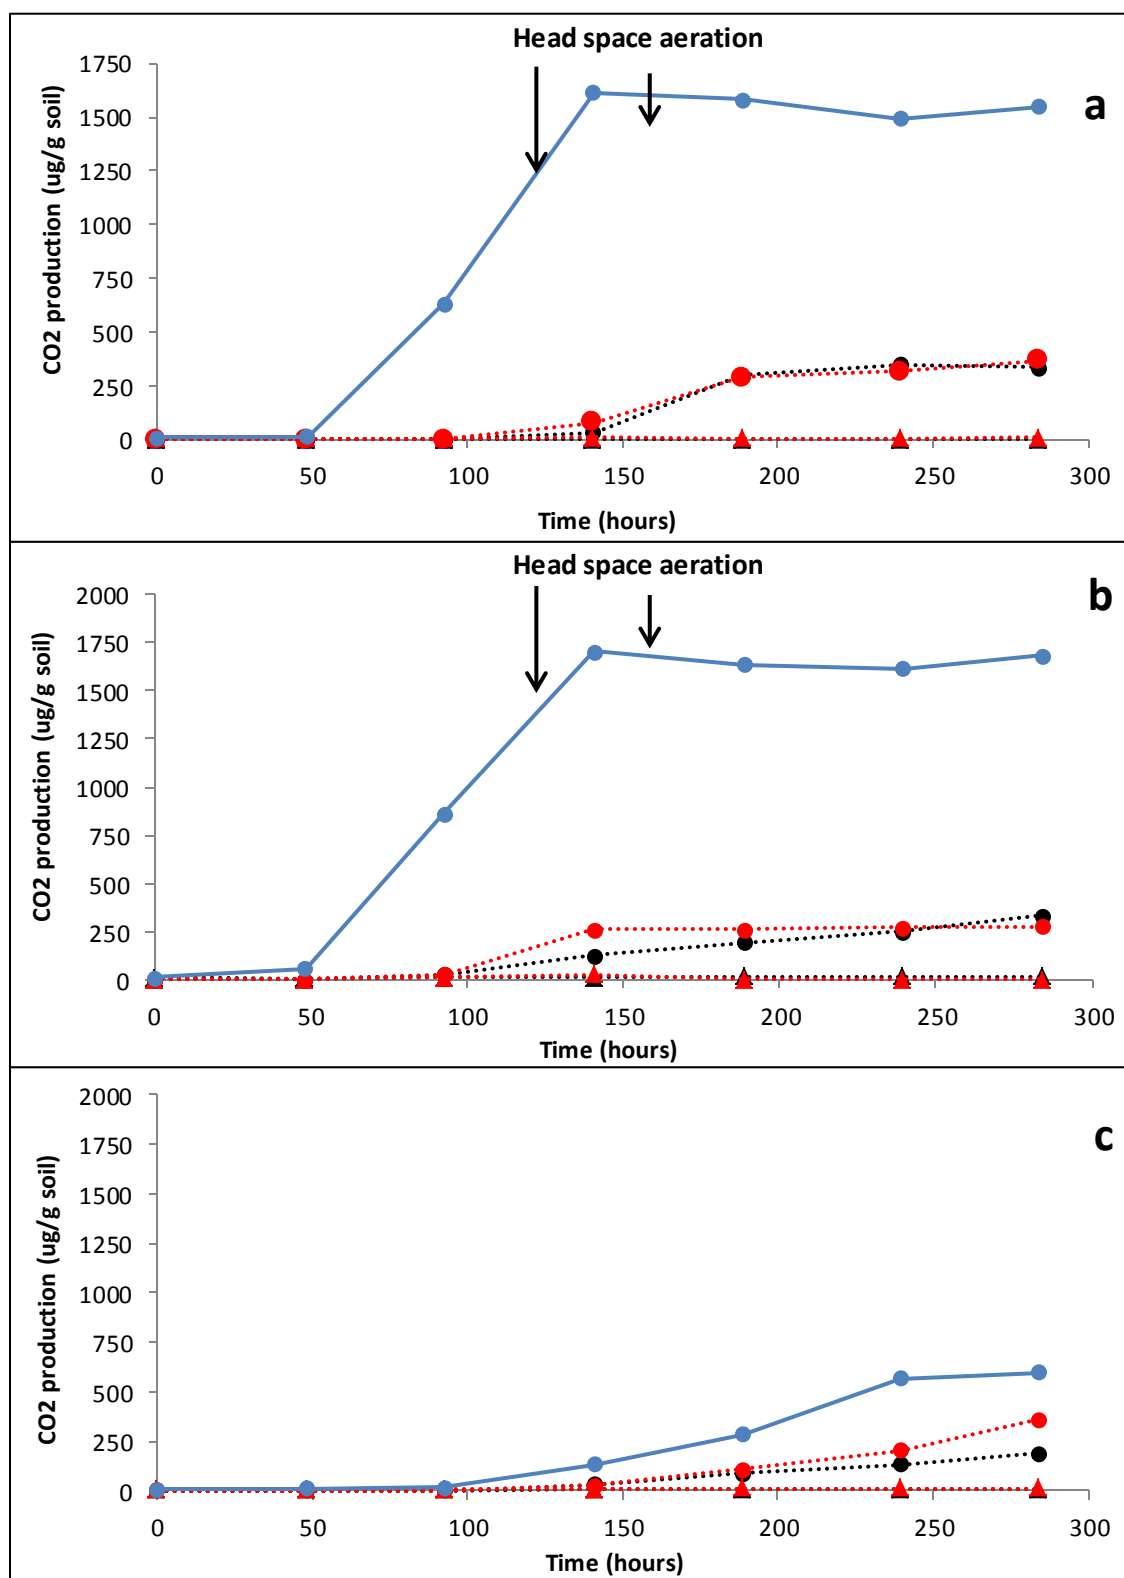 Head space aeration
a
CO2 production (ug/g soil)
1750
1500
1250
1000
750
500
250
0
0 50 100 150 200 250 300
Time (hours)
Head space aeration
b
CO2 production (ug/g soil)
2000
1750
1500
1250
1000
750
500
250
0
0 50 100 150 200 250 300
Time (hours)
c
CO2 production (ug/g soil)
2000
1750
1500
1250
1000
750
500
250
0
0 50 100 150 200 250 300
Time (hours)